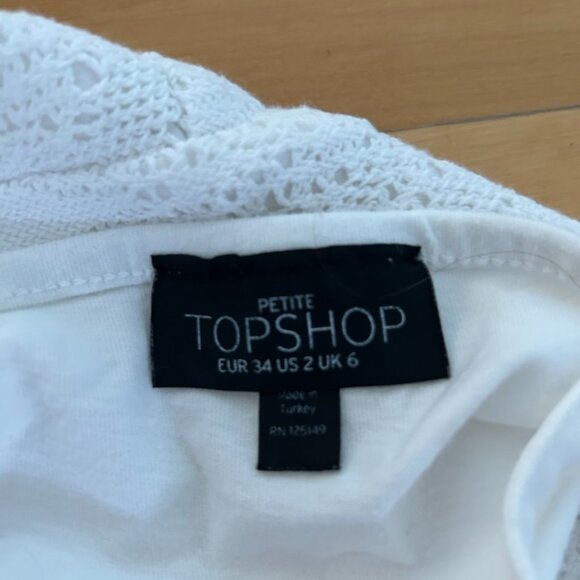 PETITE
TOPSHOP
EUR 34 US 2 UK 6
Made in
Turkey
RN 125149